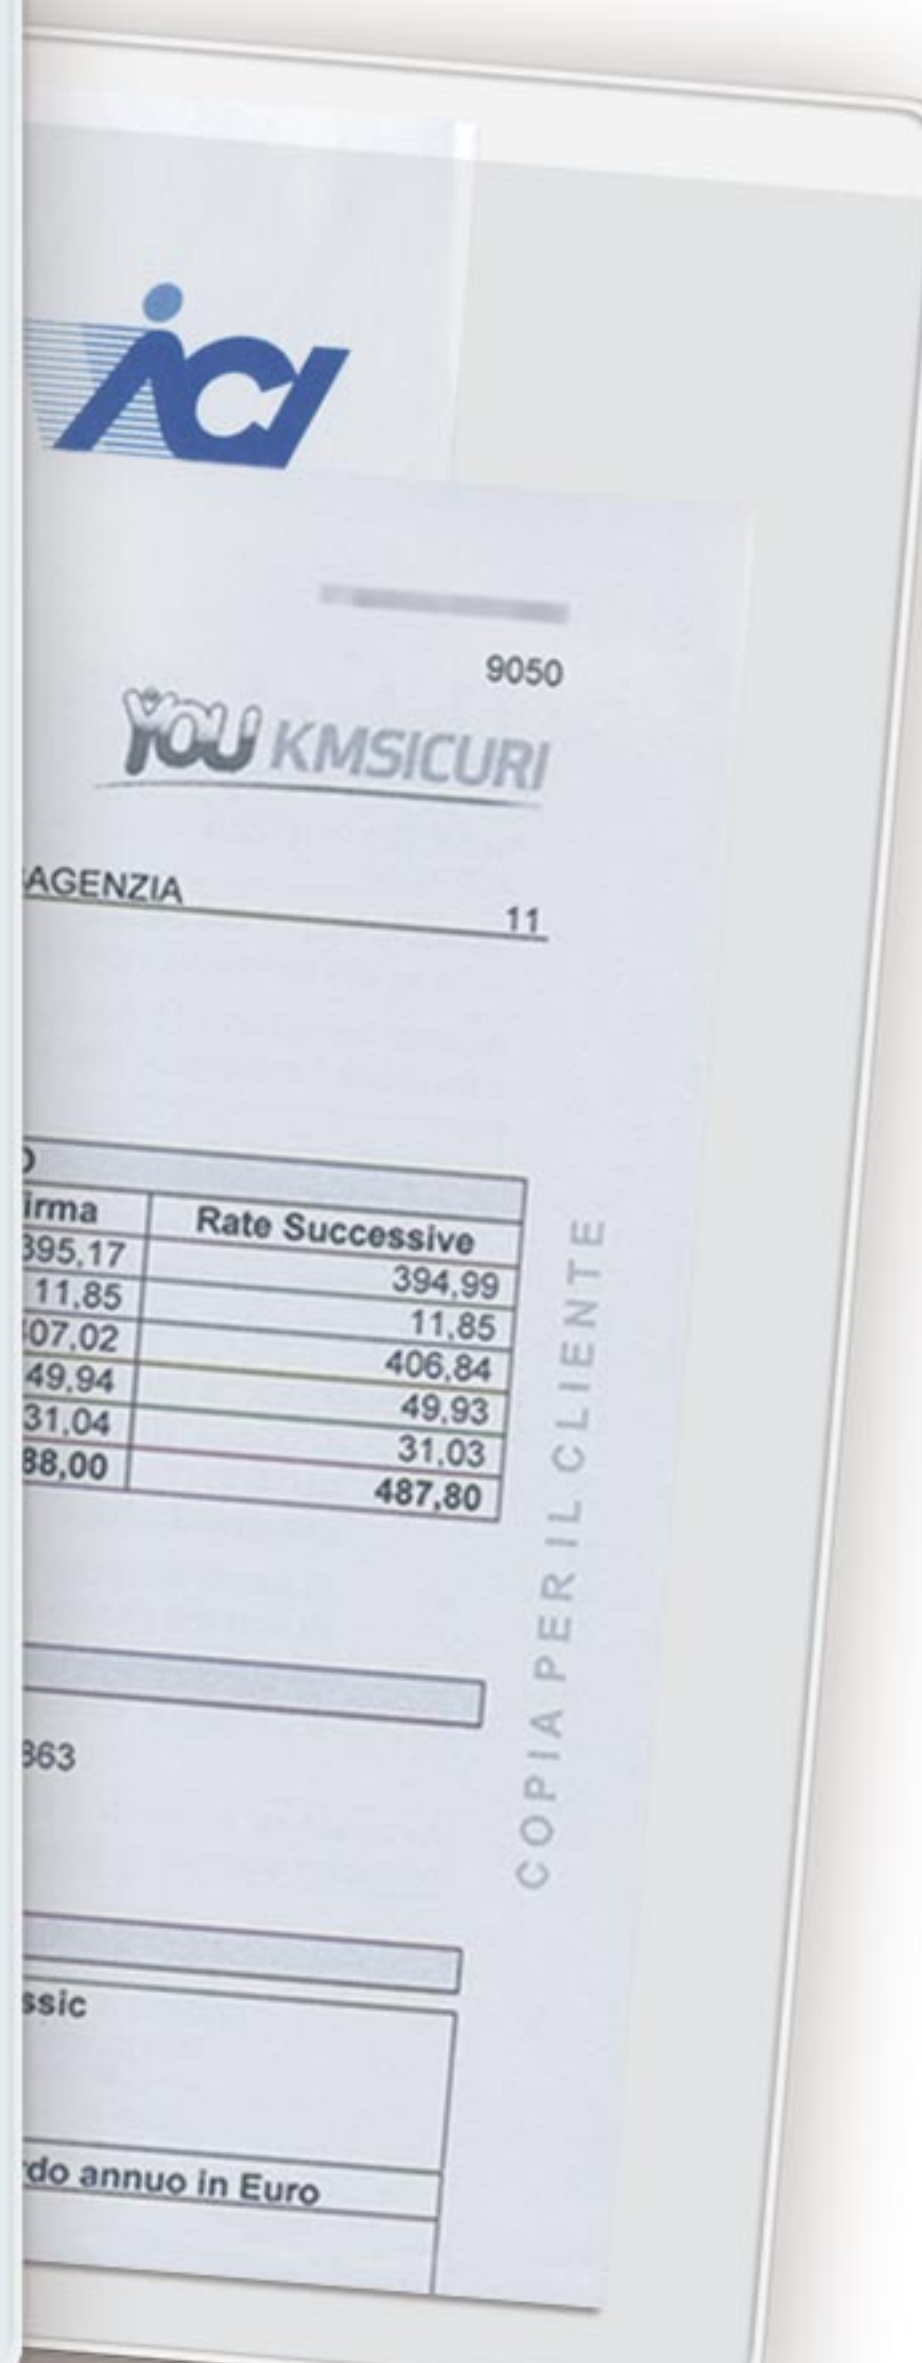 ACI
9050
YOU KMSICURI
AGENZIA 11
irma Rate Successive
395,17 394,99
11,85 11,85
07,02 406,84
49,94 49,93
31,04 31,03
88,00 487,80
COPIA PER IL CLIENTE
363
ssic
rdo annuo in Euro